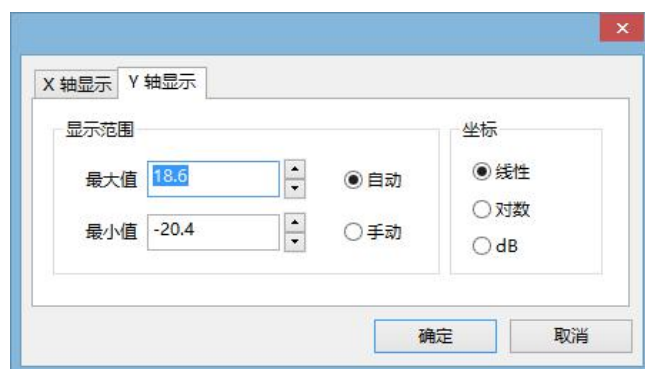 X 轴显示 Y 轴显示
显示范围 坐标
最大值 18.6 自动 线性
对数
最小值 -20.4 手动
dB
确定 取消